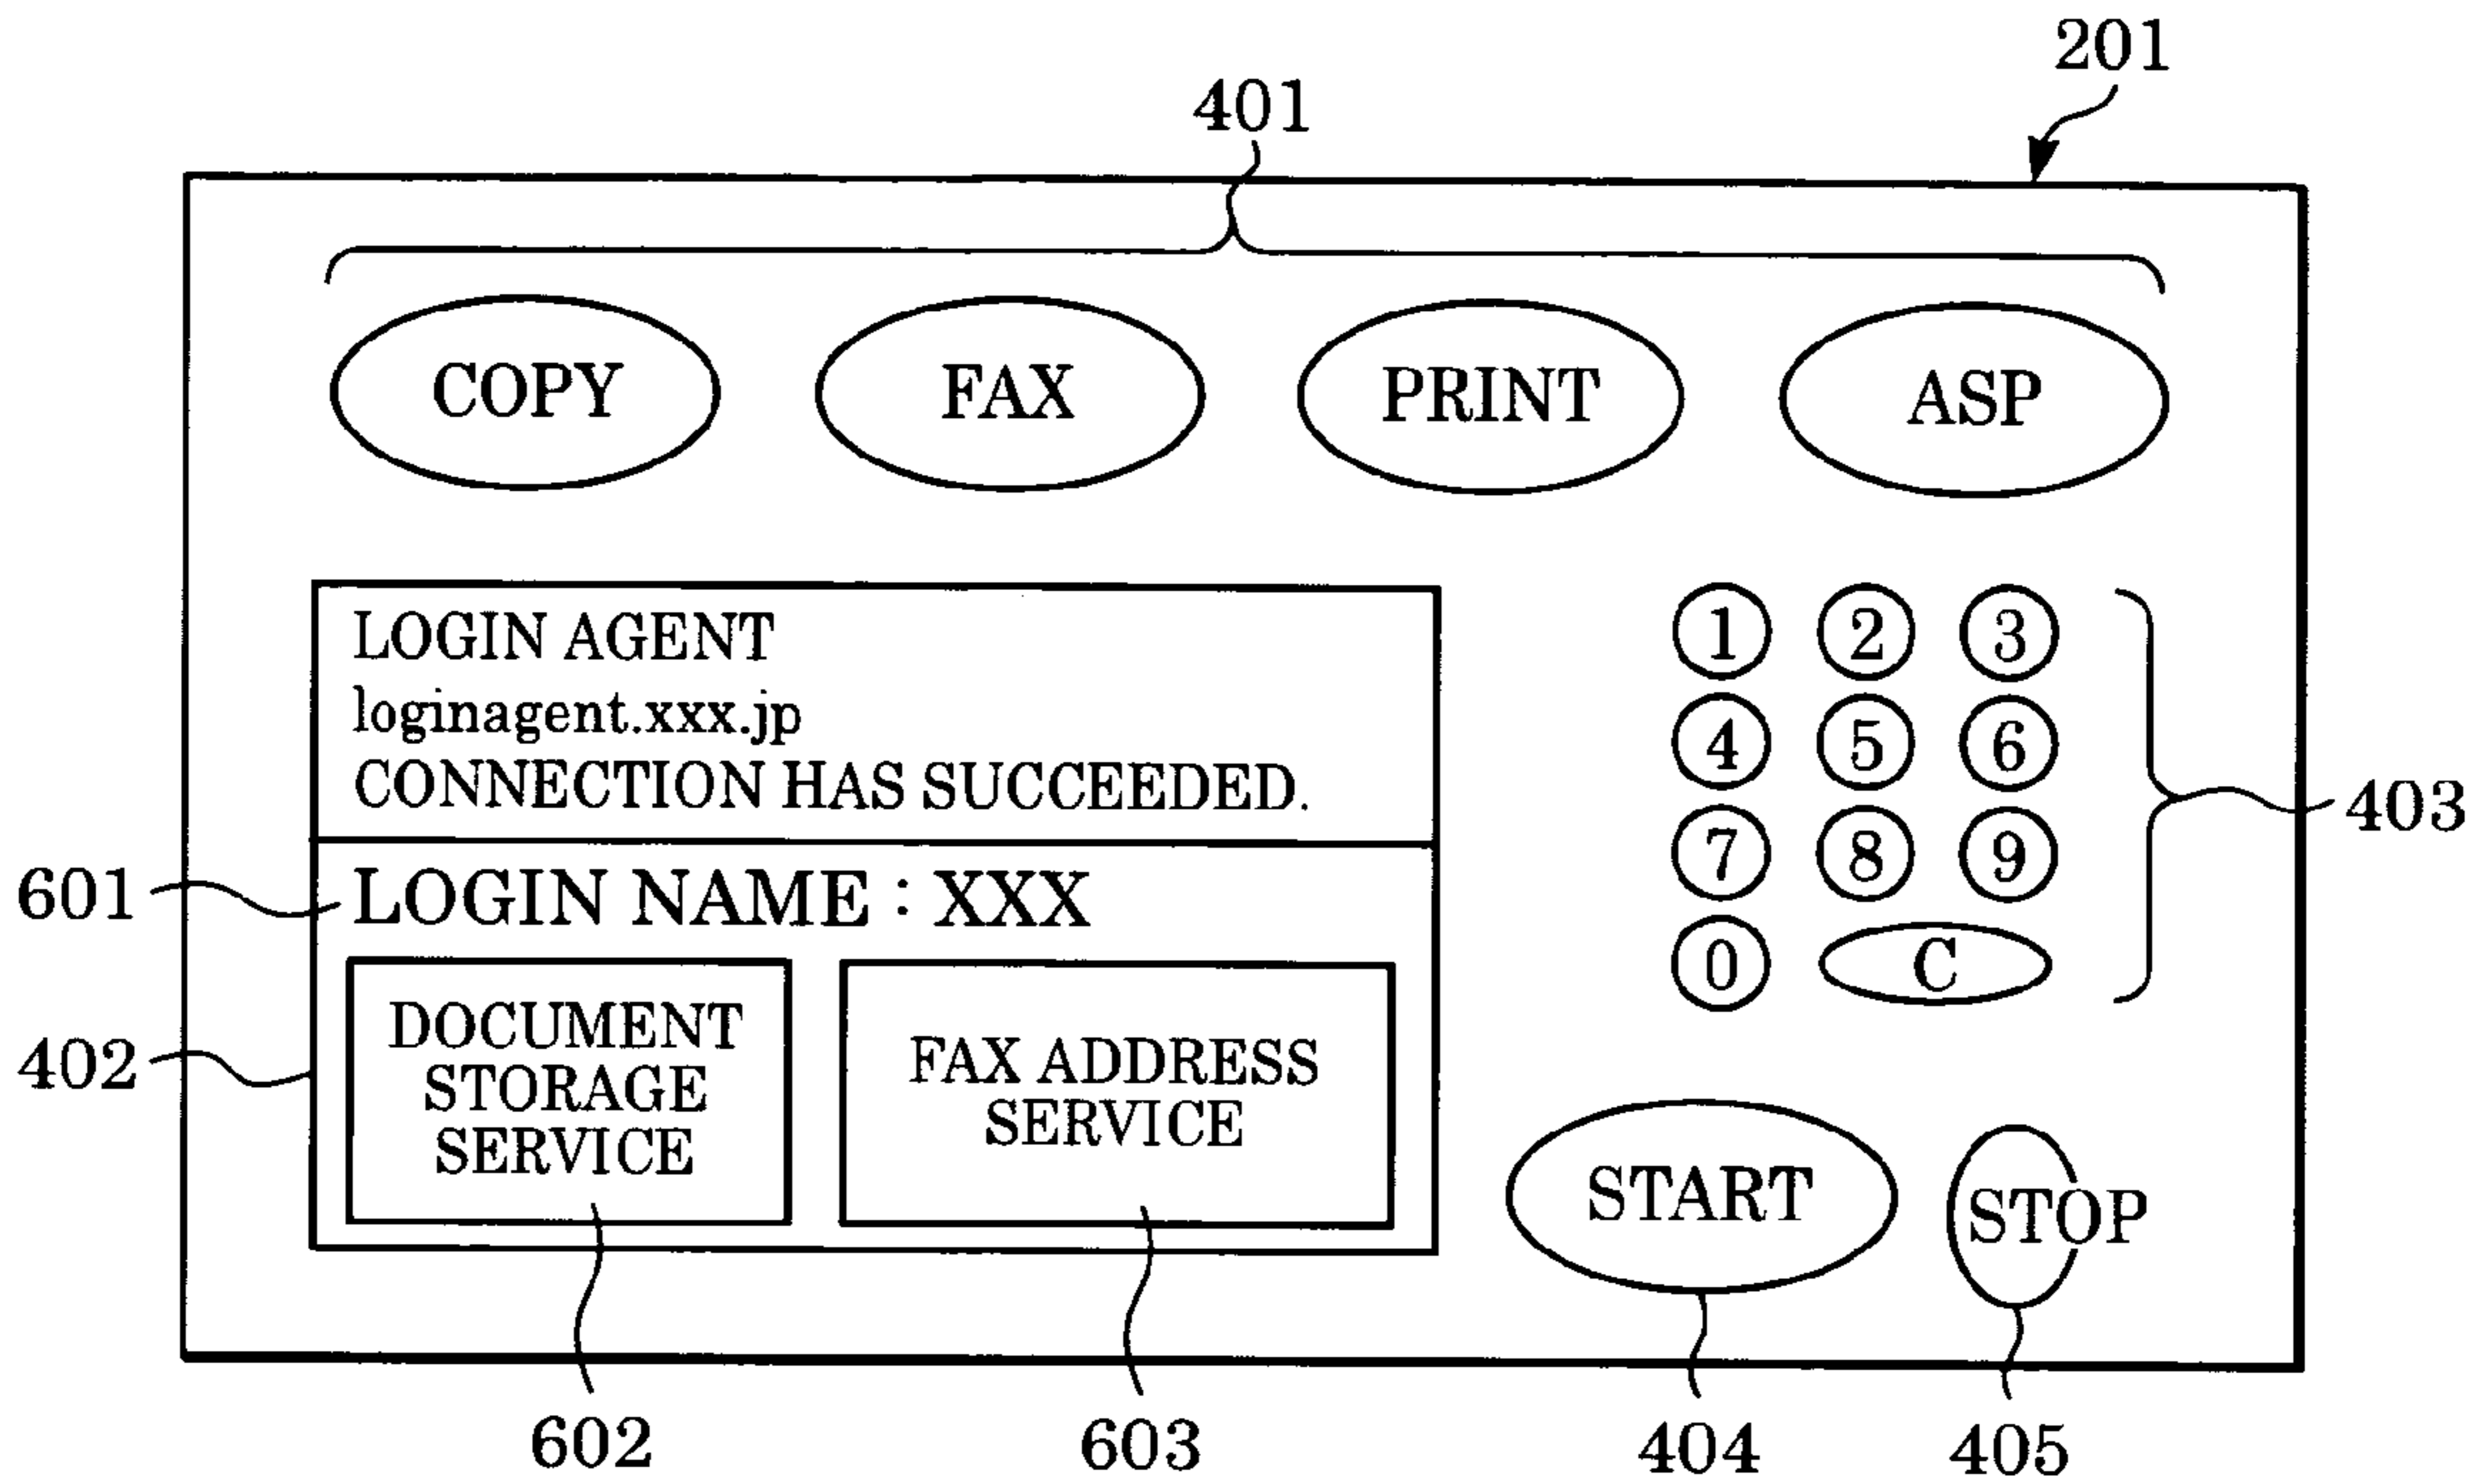 201
401
COPY FAX PRINT ASP
LOGIN AGENT
loginagent.xxx.jp
CONNECTION HAS SUCCEEDED.
1 2 3
4 5 6
7 8 9
0 C
403
601
LOGIN NAME : XXX
402
DOCUMENT
STORAGE
SERVICE
FAX ADDRESS
SERVICE
START
STOP
602
603
404
405